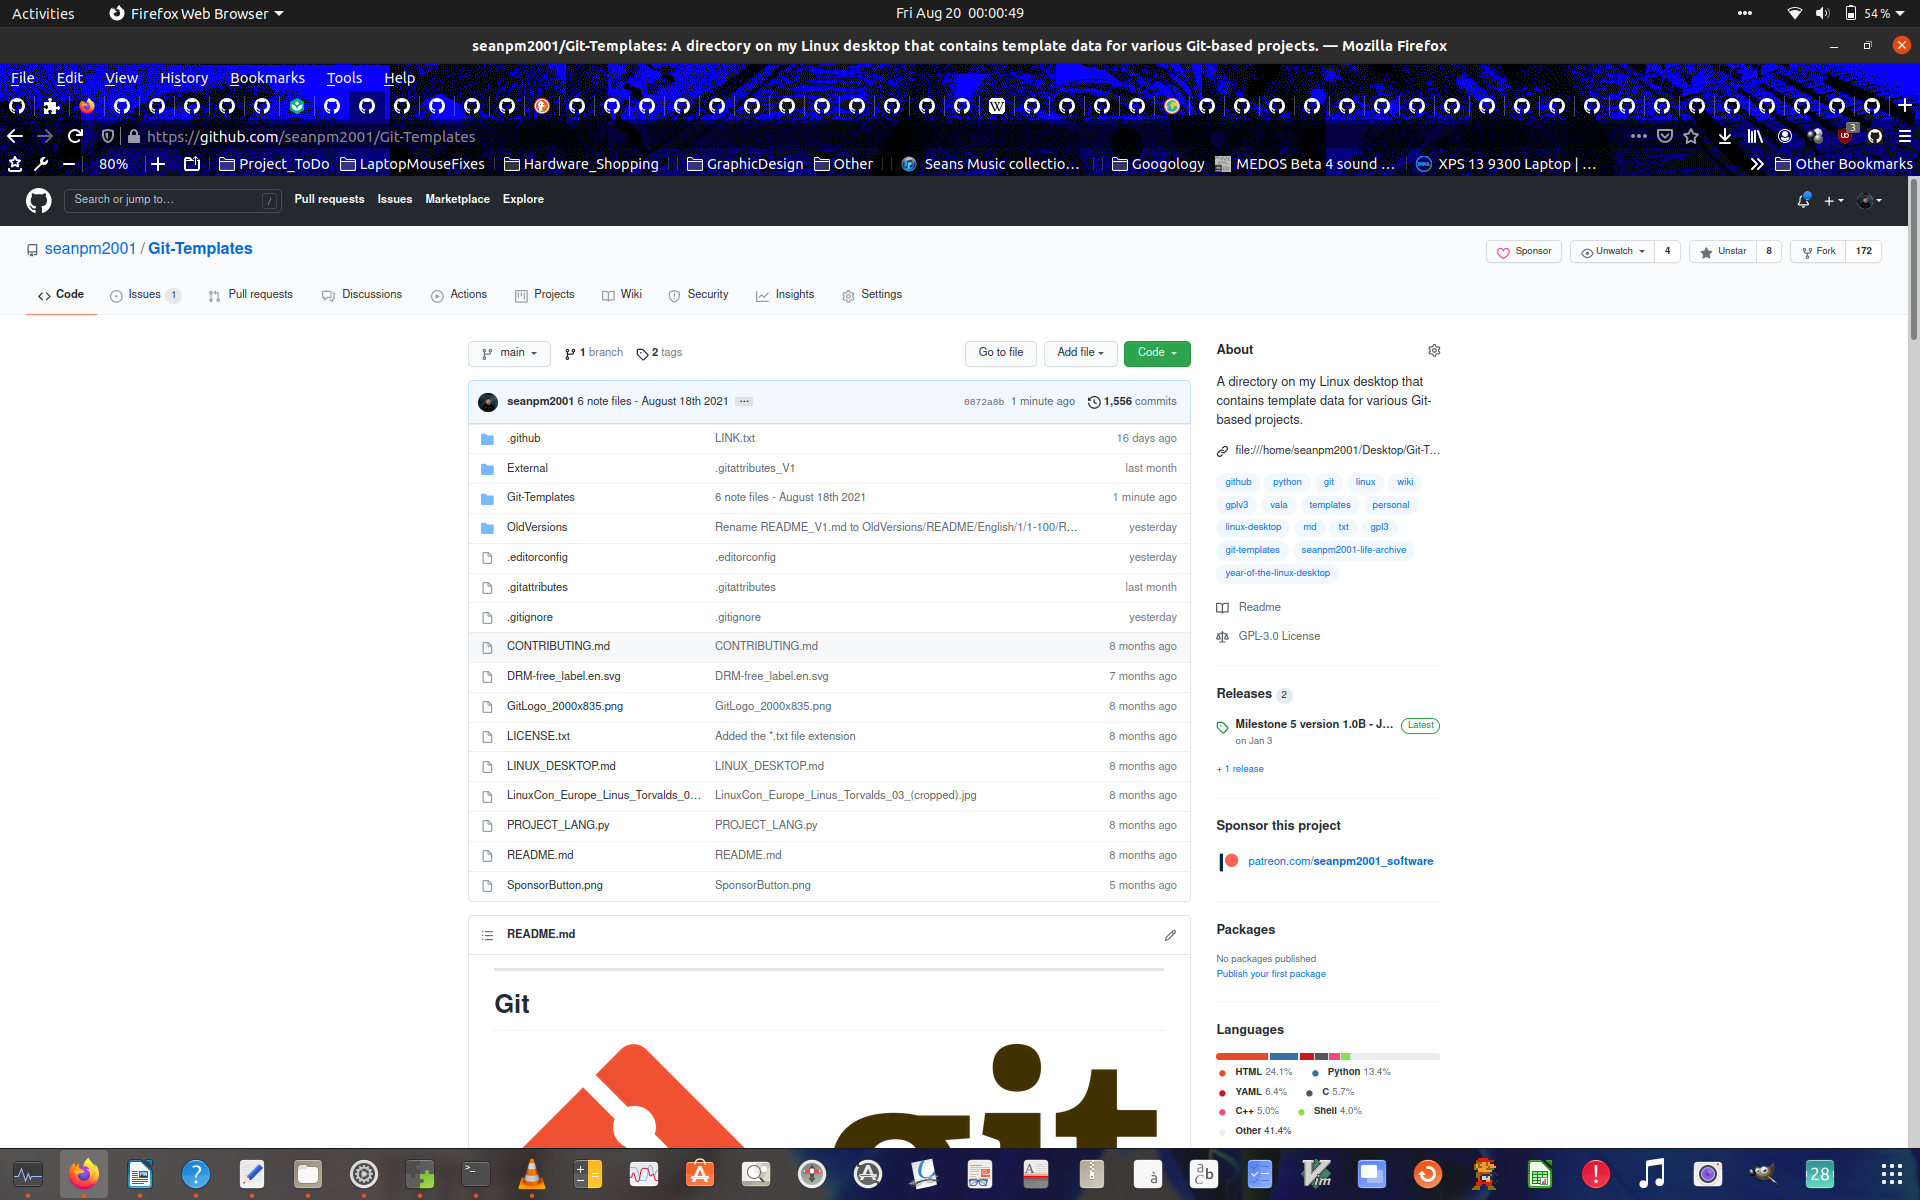 Activities Firefox Web Browser Fri Aug 20 00:00:49 54 %
seanpm2001/Git-Templates: A directory on my Linux desktop that contains template data for various Git-based projects. — Mozilla Firefox
File Edit View History Bookmarks Tools Help
https://github.com/seanpm2001/Git-Templates 3
80% Project_ToDo LaptopMouseFixes Hardware_Shopping GraphicDesign Other Seans Music collectio… Googology MEDOS Beta 4 sound … XPS 13 9300 Laptop | … Other Bookmarks
Search or jump to… / Pull requests Issues Marketplace Explore
seanpm2001 / Git-Templates Sponsor Unwatch 4 Unstar 8 Fork 172
Code Issues 1 Pull requests Discussions Actions Projects Wiki Security Insights Settings
main 1 branch 2 tags Go to file Add file Code
seanpm2001 6 note files - August 18th 2021 … 0872a8b 1 minute ago 1,556 commits
.github LINK.txt 16 days ago
External .gitattributes_V1 last month
Git-Templates 6 note files - August 18th 2021 1 minute ago
OldVersions Rename README_V1.md to OldVersions/README/English/1/1-100/R… yesterday
.editorconfig .editorconfig yesterday
.gitattributes .gitattributes last month
.gitignore .gitignore yesterday
CONTRIBUTING.md CONTRIBUTING.md 8 months ago
DRM-free_label.en.svg DRM-free_label.en.svg 7 months ago
GitLogo_2000x835.png GitLogo_2000x835.png 8 months ago
LICENSE.txt Added the *.txt file extension 8 months ago
LINUX_DESKTOP.md LINUX_DESKTOP.md 8 months ago
LinuxCon_Europe_Linus_Torvalds_0… LinuxCon_Europe_Linus_Torvalds_03_(cropped).jpg 8 months ago
PROJECT_LANG.py PROJECT_LANG.py 8 months ago
README.md README.md 8 months ago
SponsorButton.png SponsorButton.png 5 months ago
README.md
Git
git
About
A directory on my Linux desktop that
contains template data for various Git-
based projects.
file:///home/seanpm2001/Desktop/Git-T…
github python git linux wiki
gplv3 vala templates personal
linux-desktop md txt gpl3
git-templates seanpm2001-life-archive
year-of-the-linux-desktop
Readme
GPL-3.0 License
Releases 2
Milestone 5 version 1.0B - J… Latest
on Jan 3
+ 1 release
Sponsor this project
patreon.com/seanpm2001_software
Packages
No packages published
Publish your first package
Languages
HTML 24.1% Python 13.4%
YAML 6.4% C 5.7%
C++ 5.0% Shell 4.0%
Other 41.4%
28